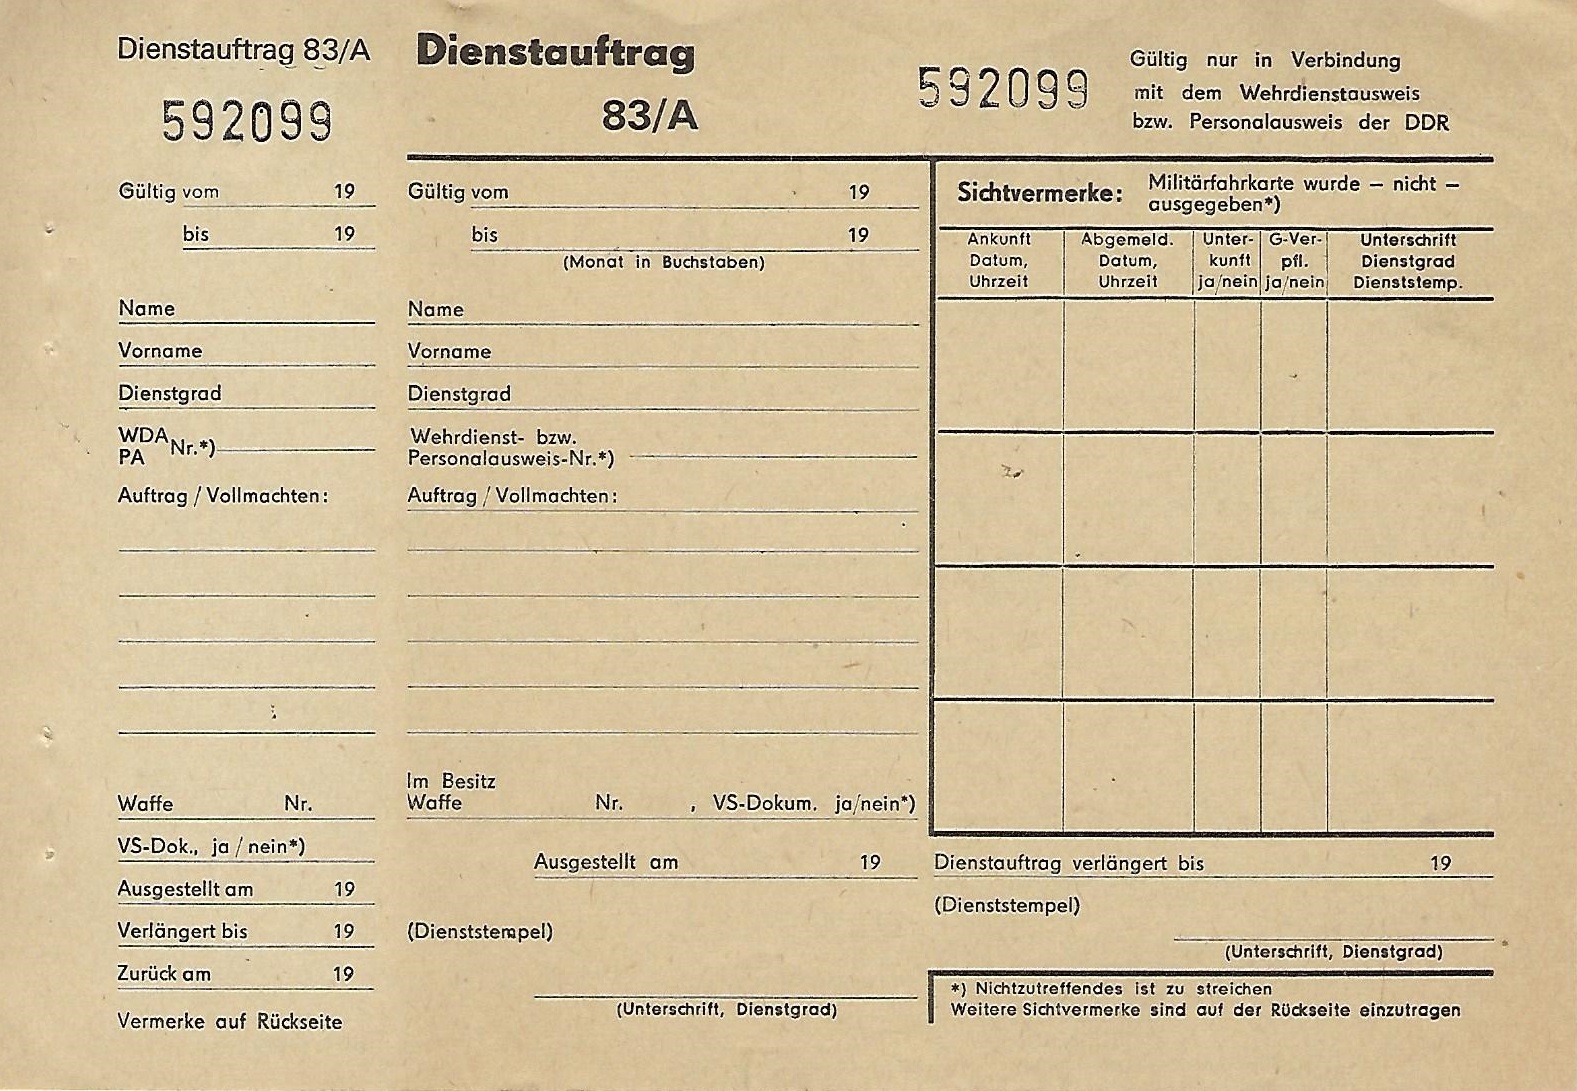 Dienstauftrag 83/A
592099
Gültig vom 19
bis 19
Name
Vorname
Dienstgrad
WDA
PA Nr.*)
Auftrag / Vollmachten:
Waffe Nr.
VS-Dok., ja / nein*)
Ausgestellt am 19
Verlängert bis 19
Zurück am 19
Vermerke auf Rückseite
Dienstauftrag
83/A
592099
Gültig nur in Verbindung
mit dem Wehrdienstausweis
bzw. Personalausweis der DDR
Gültig vom 19
bis 19
(Monat in Buchstaben)
Name
Vorname
Dienstgrad
Wehrdienst- bzw.
Personalausweis-Nr.*)
Auftrag / Vollmachten:
Im Besitz
Waffe Nr. , VS-Dokum. ja/nein*)
Ausgestellt am 19
(Dienststempel)
(Unterschrift, Dienstgrad)
Sichtvermerke: Militärfahrkarte wurde – nicht –
ausgegeben*)
Ankunft Abgemeld. Unter- G-Ver- Unterschrift
Datum, Datum, kunft pfl. Dienstgrad
Uhrzeit Uhrzeit ja/nein ja/nein Dienststemp.
Dienstauftrag verlängert bis 19
(Dienststempel)
(Unterschrift, Dienstgrad)
*) Nichtzutreffendes ist zu streichen
Weitere Sichtvermerke sind auf der Rückseite einzutragen